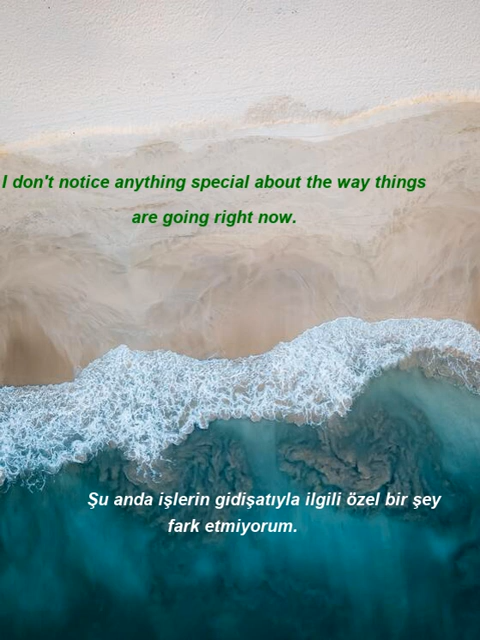 I don't notice anything special about the way things
are going right now.
Şu anda işlerin gidişatıyla ilgili özel bir şey
fark etmiyorum.